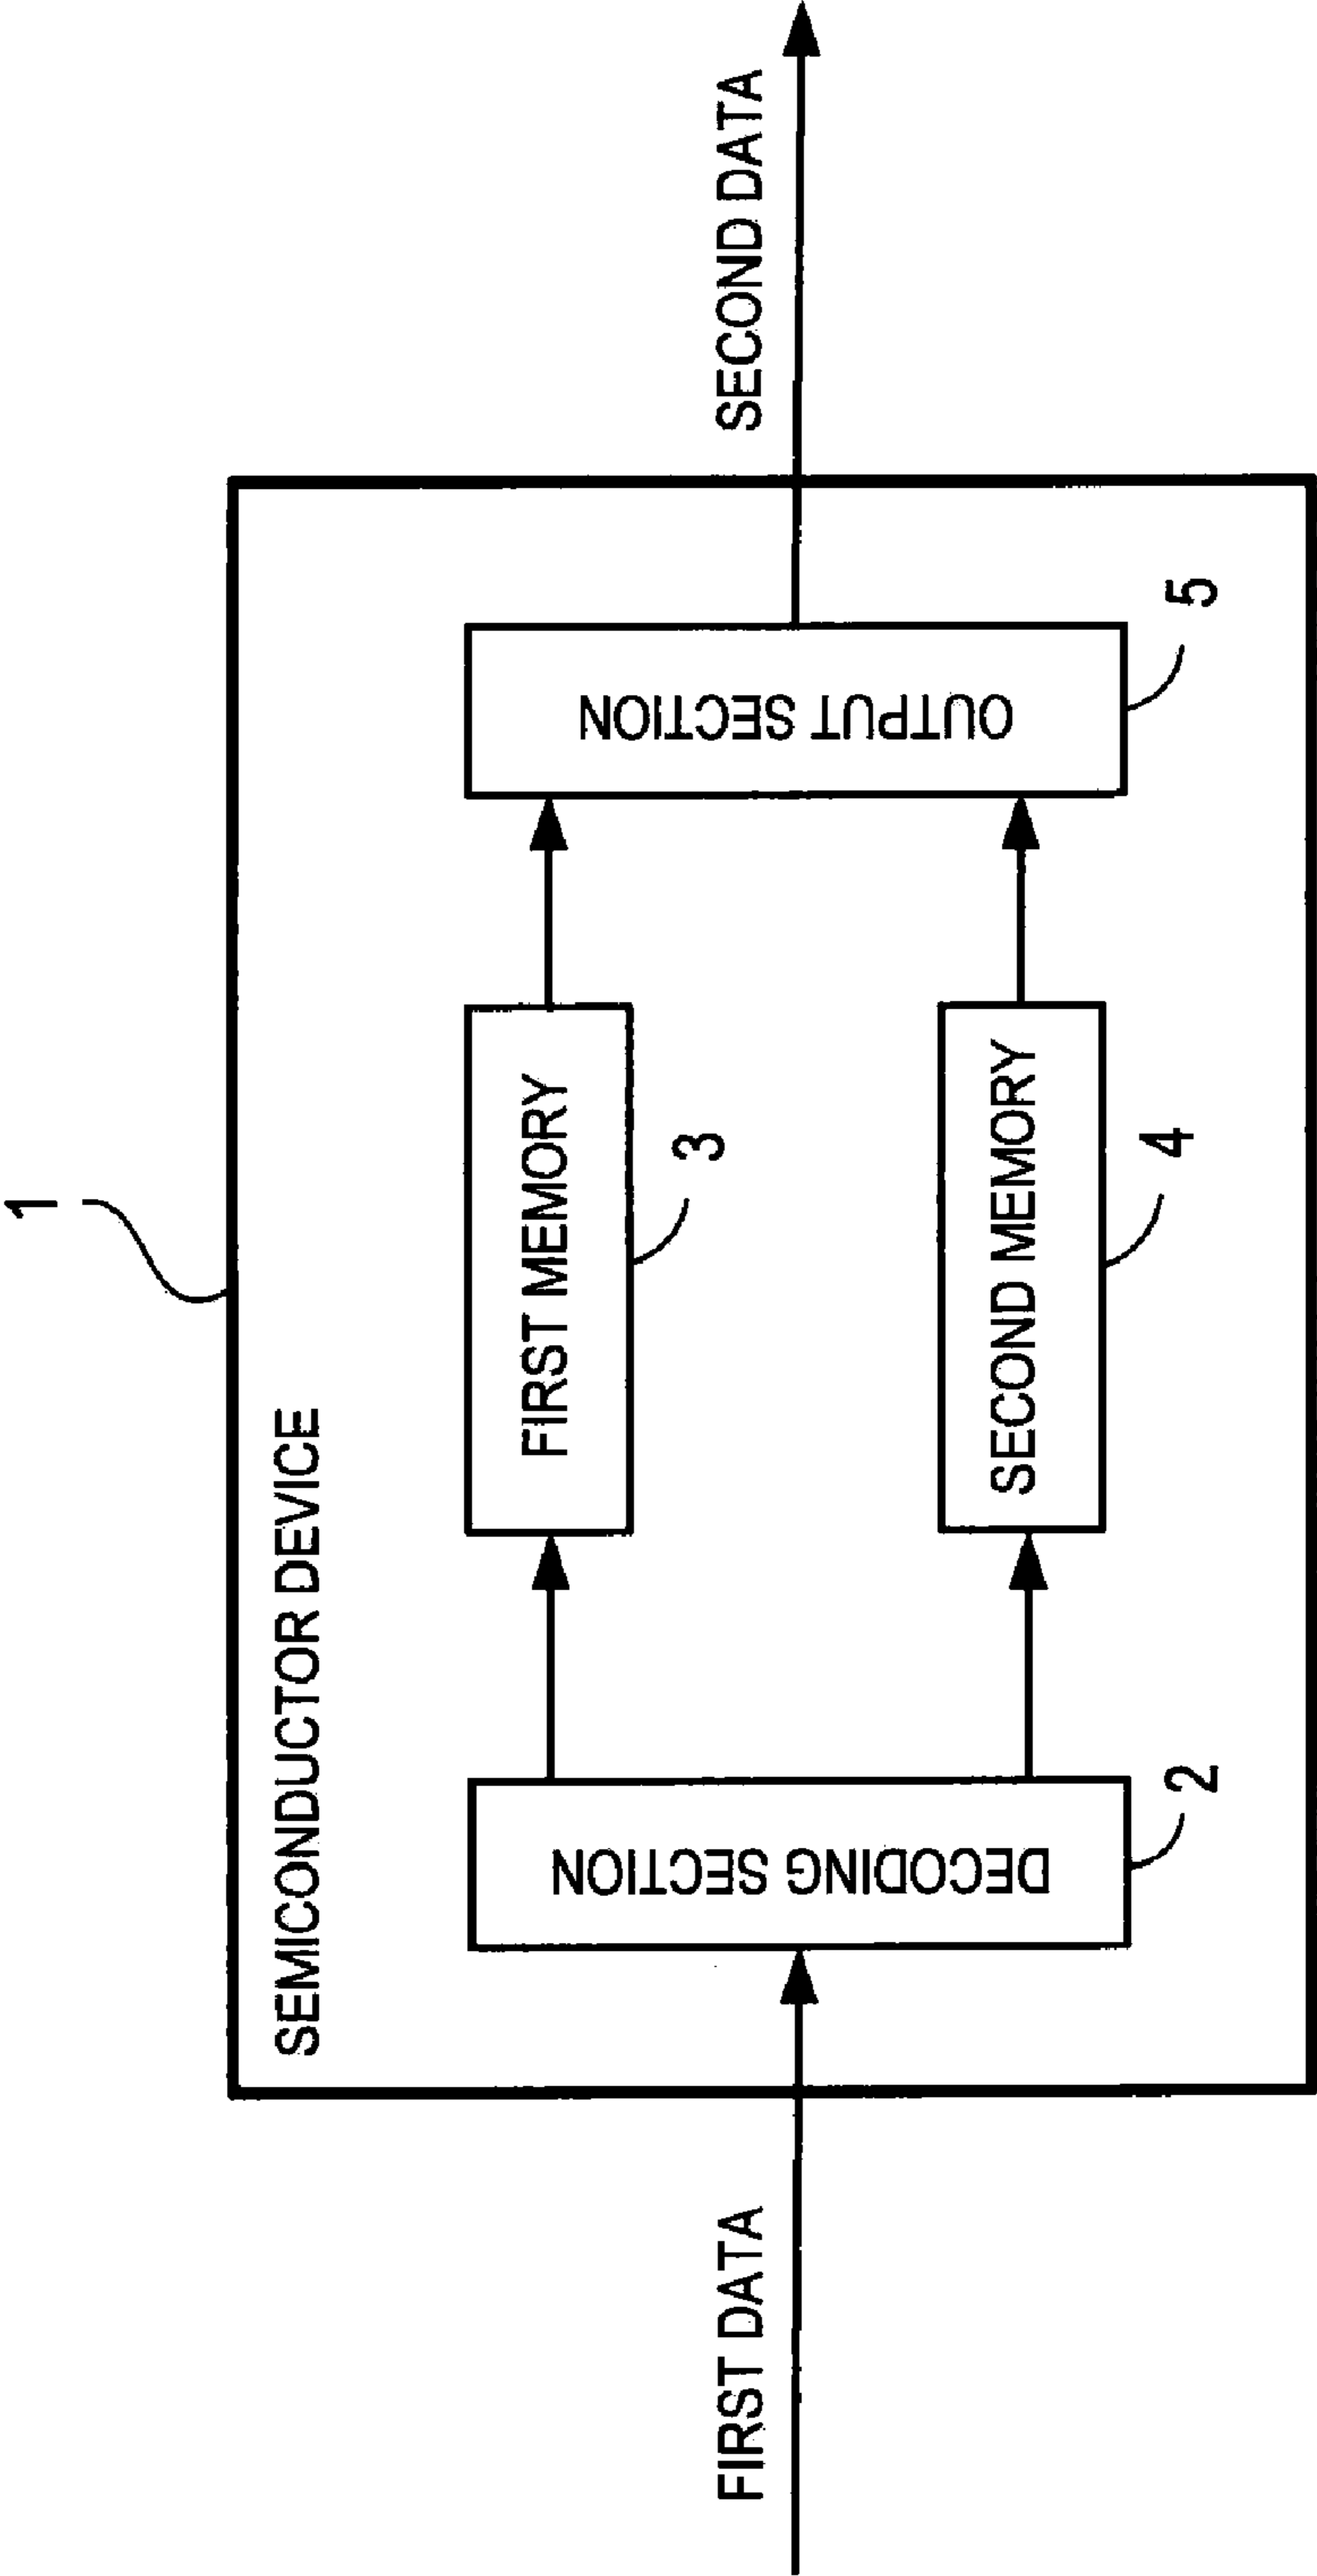 1
SEMICONDUCTOR DEVICE
FIRST DATA
DECODING SECTION
2
FIRST MEMORY
3
SECOND MEMORY
4
OUTPUT SECTION
5
SECOND DATA